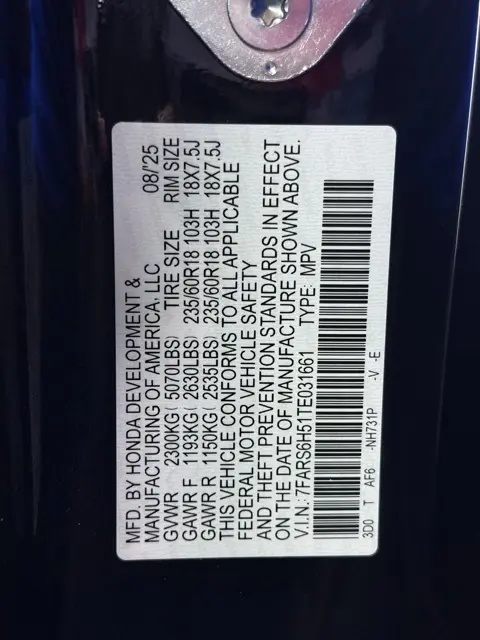 MFD. BY HONDA DEVELOPMENT &
MANUFACTURING OF AMERICA, LLC 08/'25
GVWR 2300KG( 5070LBS) TIRE SIZE RIM SIZE
GAWR F 1193KG( 2630LBS) 235/60R18 103H 18X7.5J
GAWR R 1150KG( 2535LBS) 235/60R18 103H 18X7.5J
THIS VEHICLE CONFORMS TO ALL APPLICABLE
FEDERAL MOTOR VEHICLE SAFETY
AND THEFT PREVENTION STANDARDS IN EFFECT
ON THE DATE OF MANUFACTURE SHOWN ABOVE.
V.I.N.:7FARS6H51TE031661 TYPE: MPV
3D0 T AF6 -NH731P -V -E